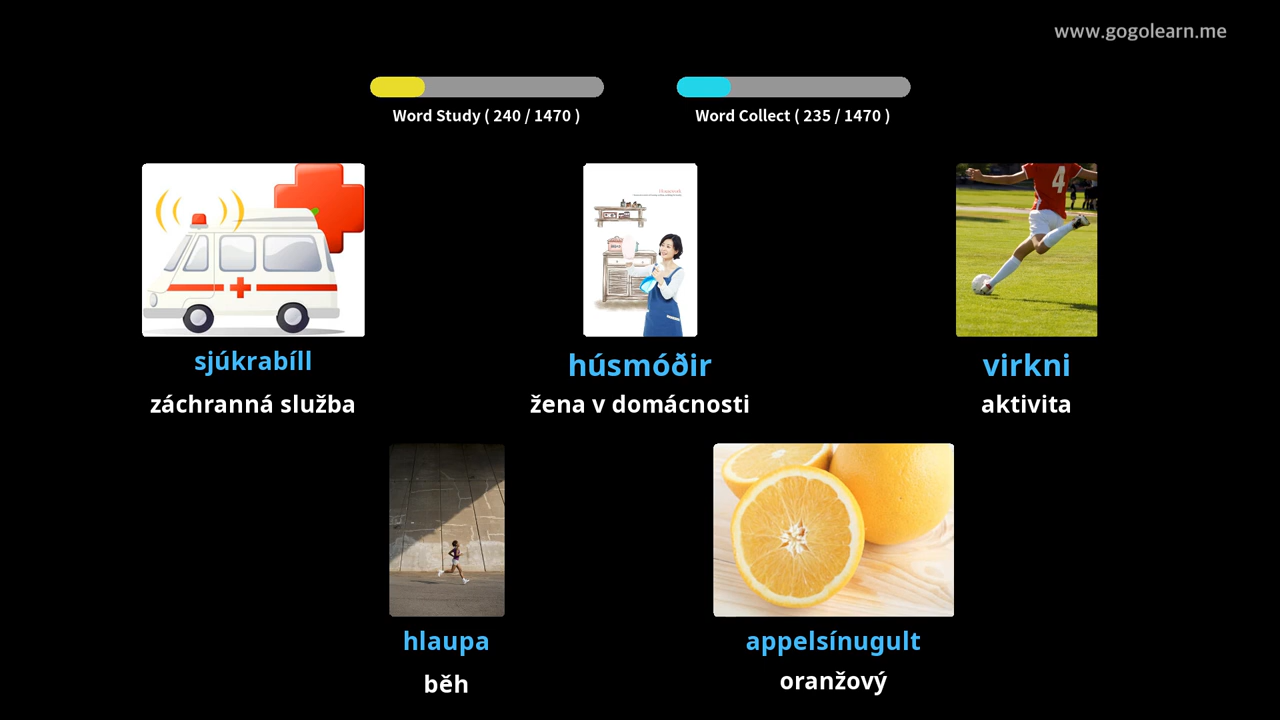 www.gogolearn.me
Word Study ( 240 / 1470 )
Word Collect ( 235 / 1470 )
sjúkrabíll
záchranná služba
húsmóðir
žena v domácnosti
virkni
aktivita
4
hlaupa
běh
appelsínugult
oranžový